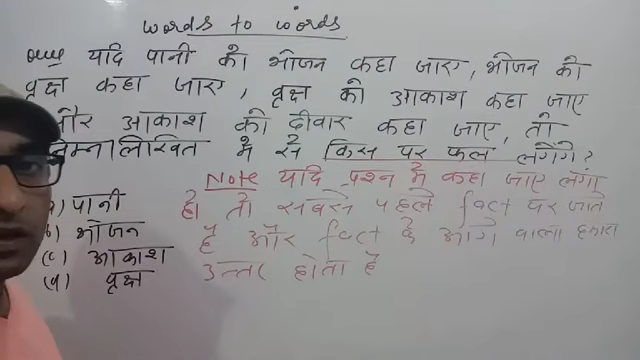 words to words
यदि पानी को भोजन कहा जाए, भोजन को
वृक्ष कहा जाए, वृक्ष को आकाश कहा जाए
और आकाश को दीवार कहा जाए, तो
निम्नलिखित में से किस पर फल लगेंगे?
Note यदि प्रश्न में कहा जाए लगा
हो तो सबसे पहले fact पर जाते
है और fact के आगे वाला हमारा
उत्तर होता है
(a) पानी
(b) भोजन
(c) आकाश
(d) वृक्ष